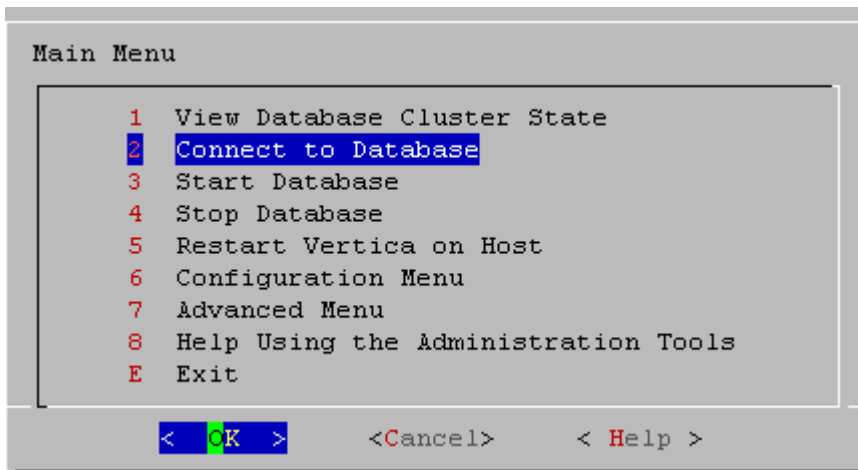 Main Menu
1 View Database Cluster State
2 Connect to Database
3 Start Database
4 Stop Database
5 Restart Vertica on Host
6 Configuration Menu
7 Advanced Menu
8 Help Using the Administration Tools
E Exit
< OK > <Cancel> < Help >